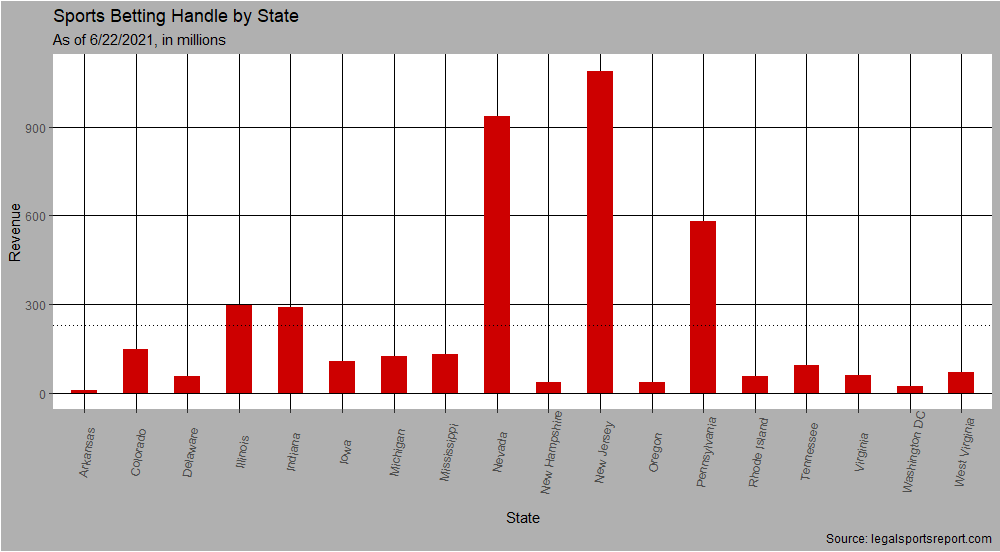 Sports Betting Handle by State
As of 6/22/2021, in millions
Revenue
900
600
300
0
Arkansas
Colorado
Delaware
Illinois
Indiana
Iowa
Michigan
Mississippi
Nevada
New Hampshire
New Jersey
Oregon
Pennsylvania
Rhode Island
Tennessee
Virginia
Washington DC
West Virginia
State
Source: legalsportsreport.com